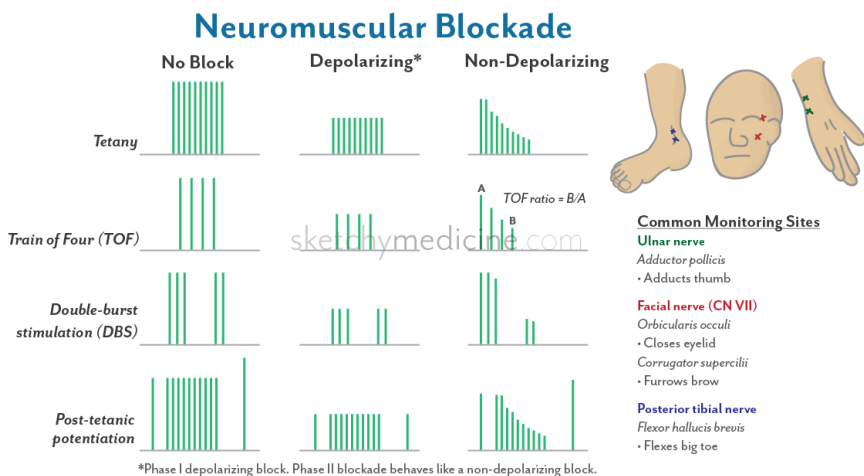 Neuromuscular Blockade
No Block
Depolarizing*
Non-Depolarizing
Tetany
Train of Four (TOF)
A
TOF ratio = B/A
B
sketchymedicine.com
Double-burst
stimulation (DBS)
Post-tetanic
potentiation
*Phase I depolarizing block. Phase II blockade behaves like a non-depolarizing block.
Common Monitoring Sites
Ulnar nerve
Adductor pollicis
• Adducts thumb
Facial nerve (CN VII)
Orbicularis occuli
• Closes eyelid
Corrugator supercilii
• Furrows brow
Posterior tibial nerve
Flexor hallucis brevis
• Flexes big toe